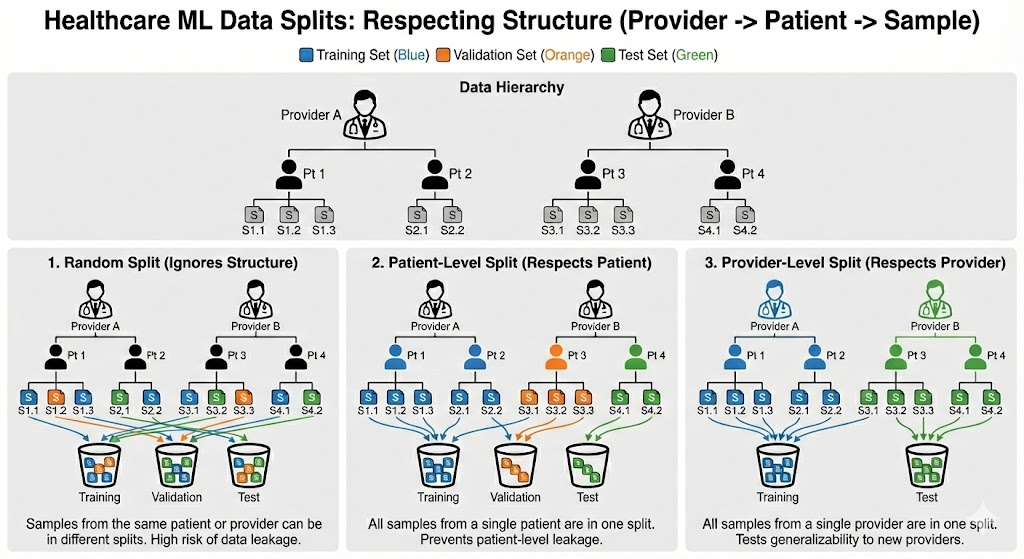 Healthcare ML Data Splits: Respecting Structure (Provider -> Patient -> Sample)
Training Set (Blue) Validation Set (Orange) Test Set (Green)
Data Hierarchy
Provider A Provider B
Pt 1 Pt 2 Pt 3 Pt 4
S S S S S S S S S S
S1.1 S1.2 S1.3 S2.1 S2.2 S3.1 S3.2 S3.3 S4.1 S4.2
1. Random Split (Ignores Structure)
Provider A Provider B
Pt 1 Pt 2 Pt 3 Pt 4
S S S S S S S S S S
S1.1 S1.2 S1.3 S2.1 S2.2 S3.1 S3.2 S3.3 S4.1 S4.2
Training Validation Test
Samples from the same patient or provider can be
in different splits. High risk of data leakage.
2. Patient-Level Split (Respects Patient)
Provider A Provider B
Pt 1 Pt 2 Pt 3 Pt 4
S S S S S S S S S S
S1.1 S1.2 S1.3 S2.1 S2.2 S3.1 S3.2 S3.3 S4.1 S4.2
Training Validation Test
All samples from a single patient are in one split.
Prevents patient-level leakage.
3. Provider-Level Split (Respects Provider)
Provider A Provider B
Pt 1 Pt 2 Pt 3 Pt 4
S S S S S S S S S S
S1.1 S1.2 S1.3 S2.1 S2.2 S3.1 S3.2 S3.3 S4.1 S4.2
Training Test
All samples from a single provider are in one split.
Tests generalizability to new providers.